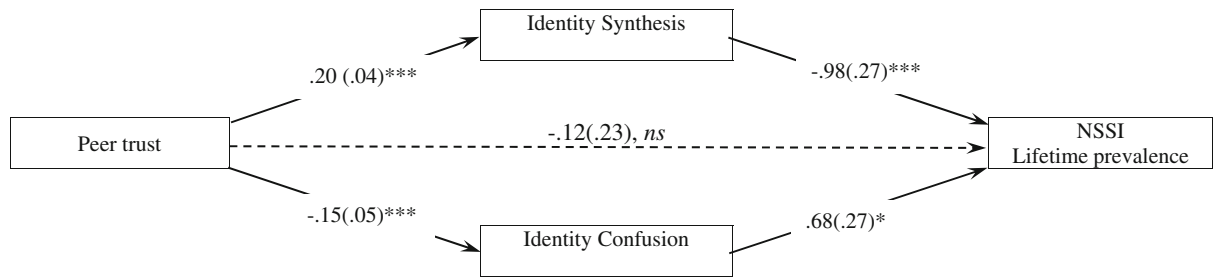 Identity Synthesis
.20 (.04)***
-.98(.27)***
Peer trust
-.12(.23), ns
NSSI
Lifetime prevalence
-.15(.05)***
.68(.27)*
Identity Confusion